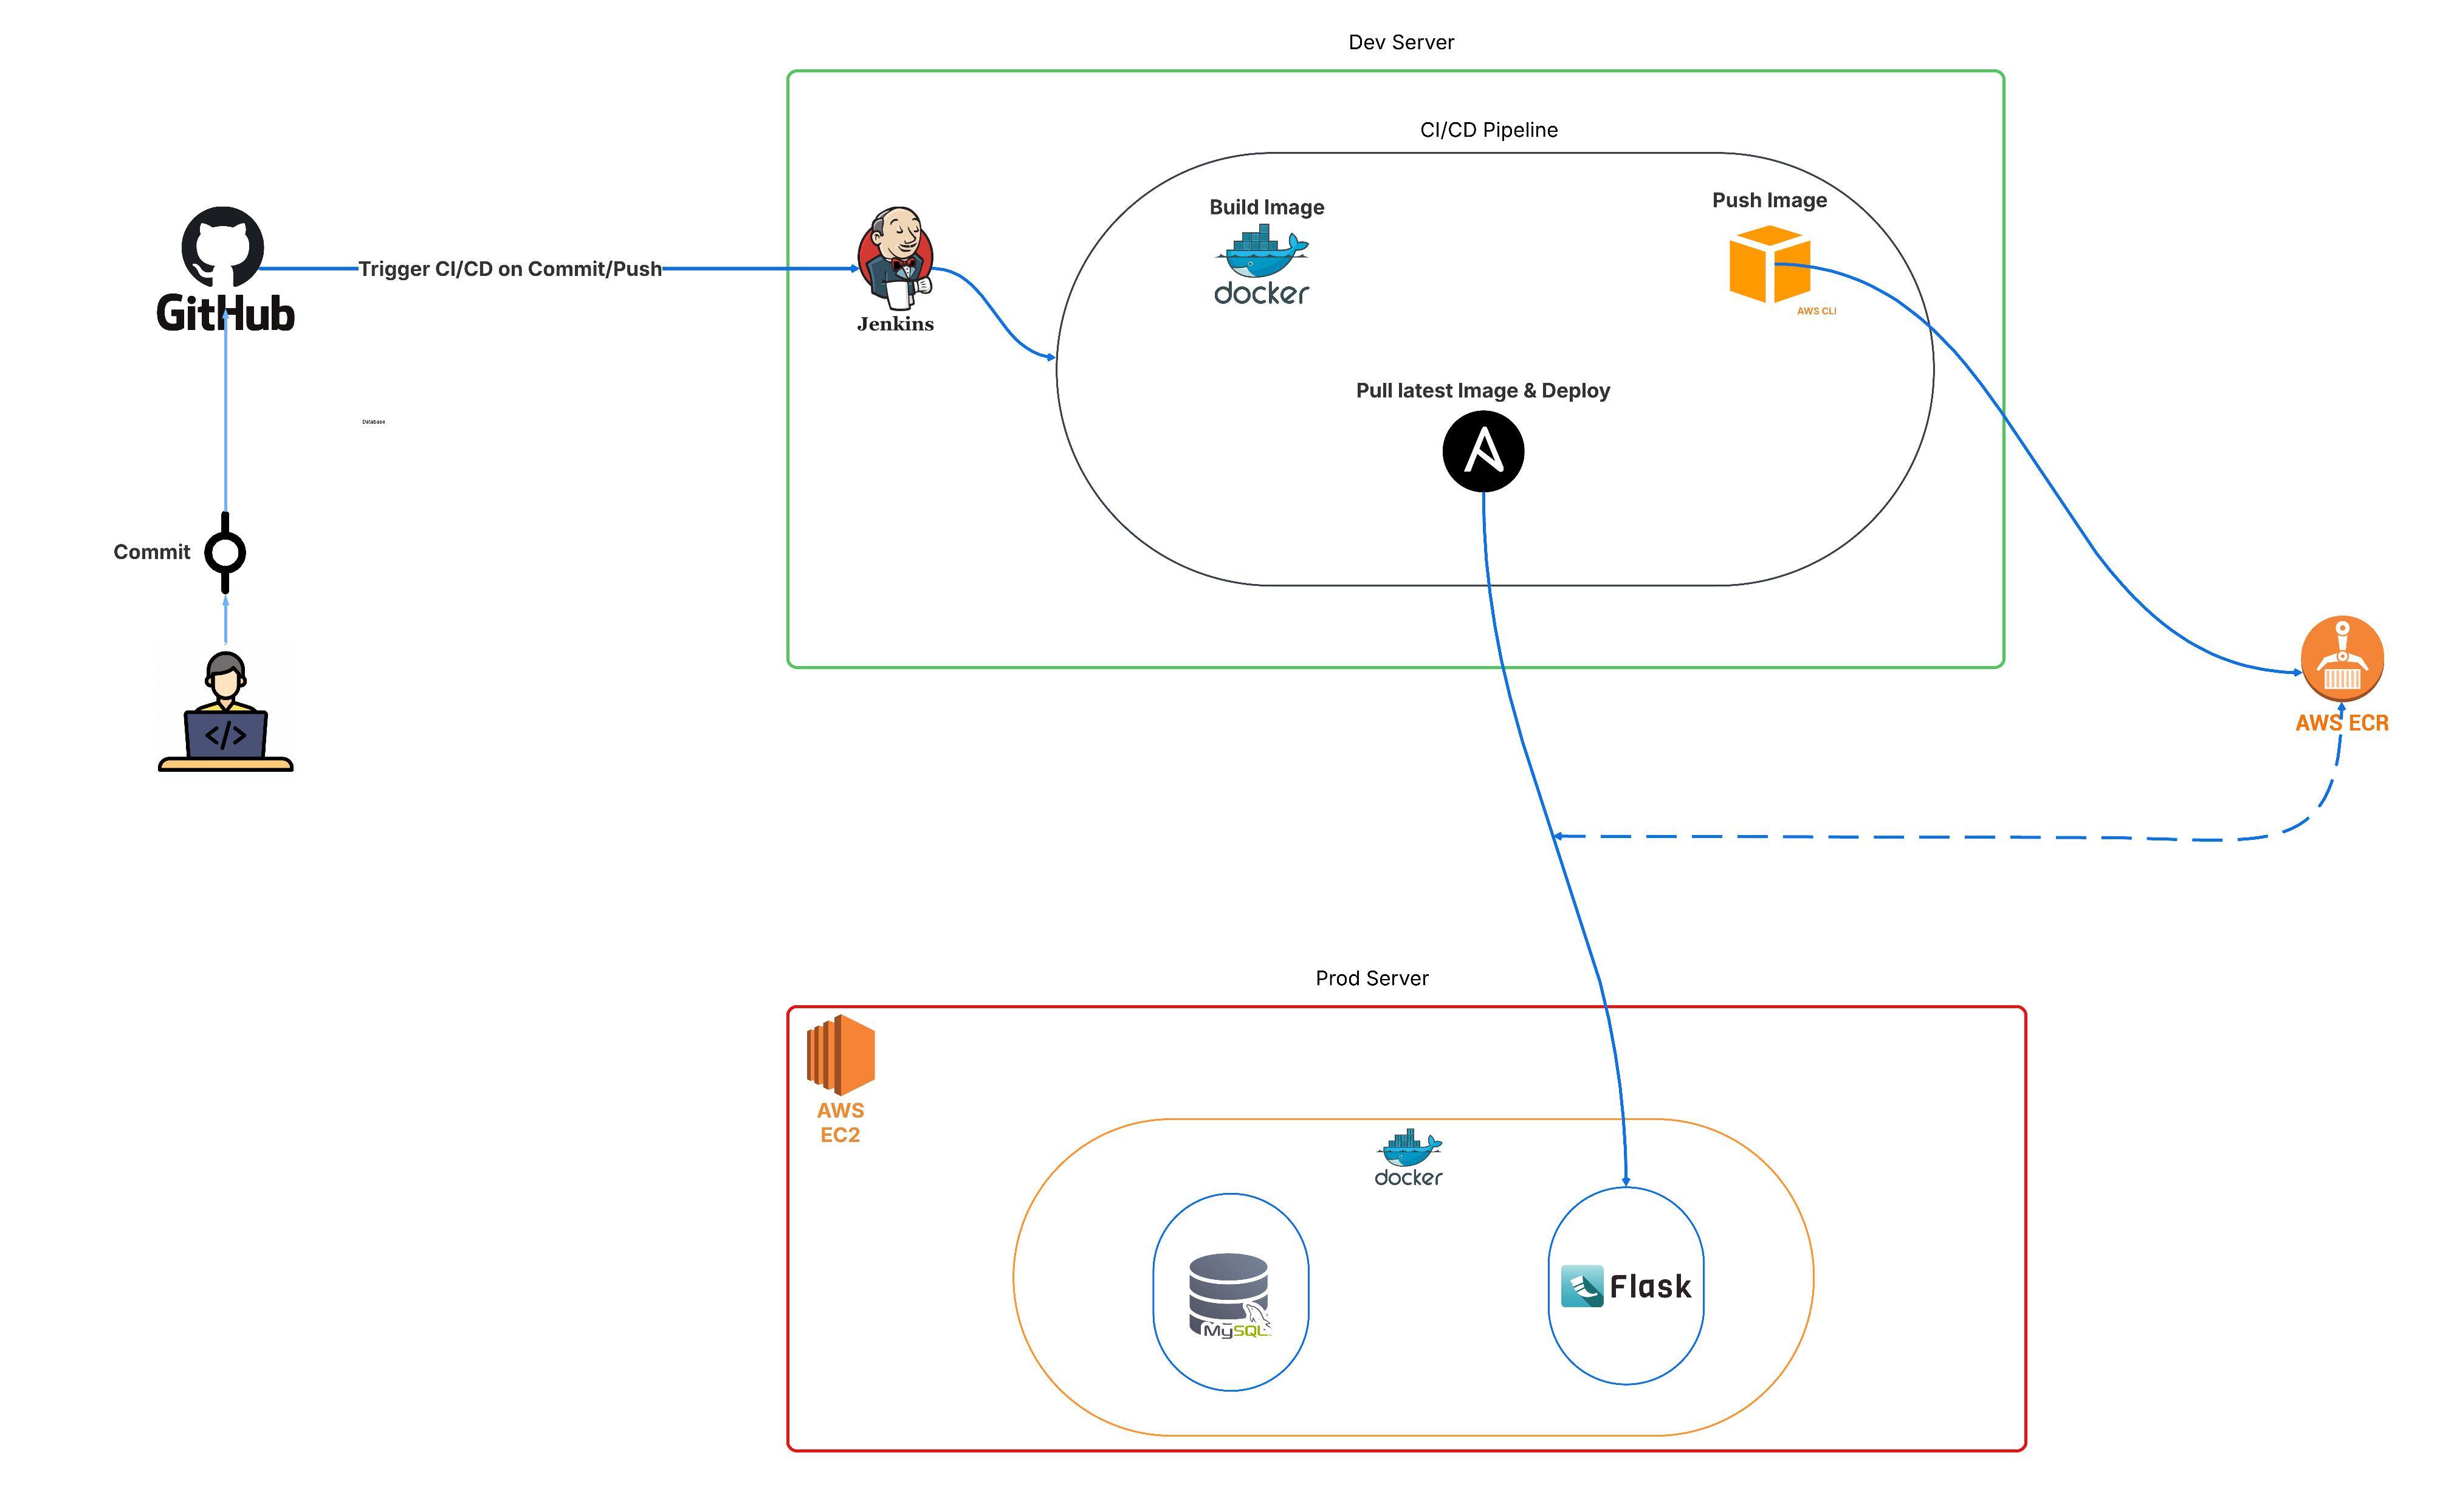 Dev Server
CI/CD Pipeline
Build Image
docker
Push Image
AWS CLI
GitHub
Trigger CI/CD on Commit/Push
Jenkins
Pull latest Image & Deploy
Database
Commit
</>
AWS ECR
Prod Server
AWS
EC2
docker
MySQL
Flask